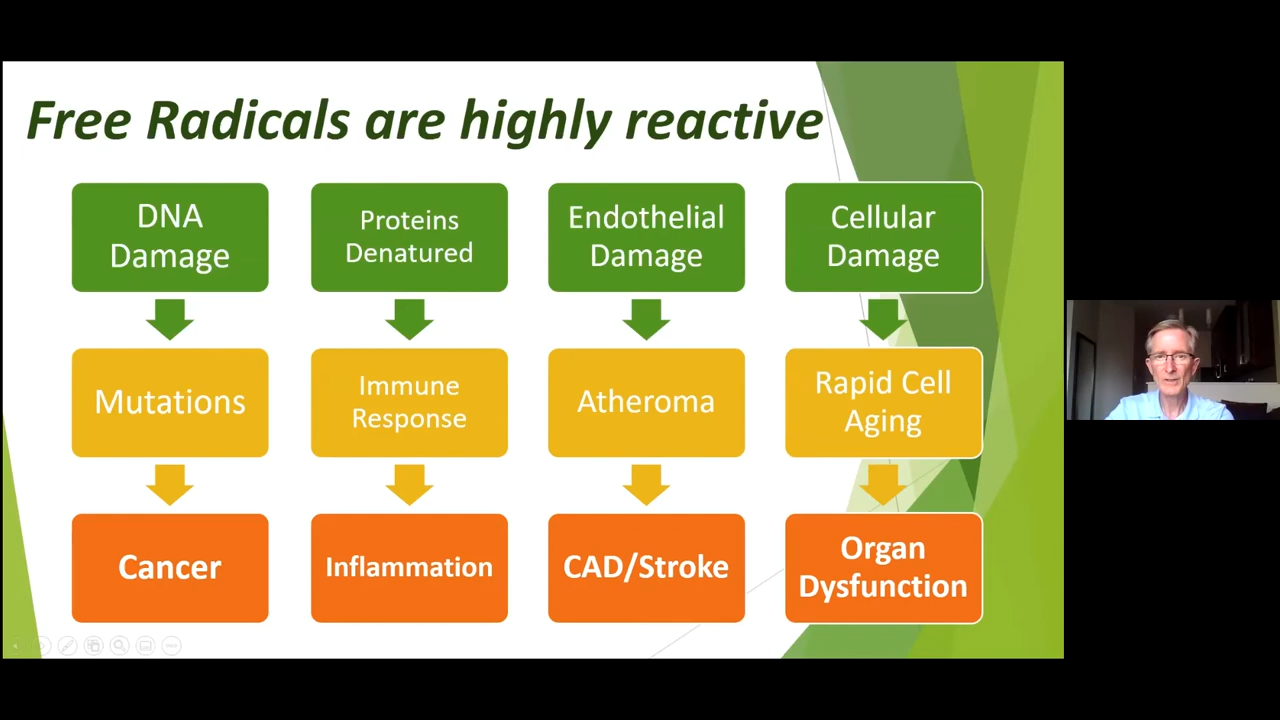 Free Radicals are highly reactive
DNA
Damage
Proteins
Denatured
Endothelial
Damage
Cellular
Damage
Mutations
Immune
Response
Atheroma
Rapid Cell
Aging
Cancer
Inflammation
CAD/Stroke
Organ
Dysfunction